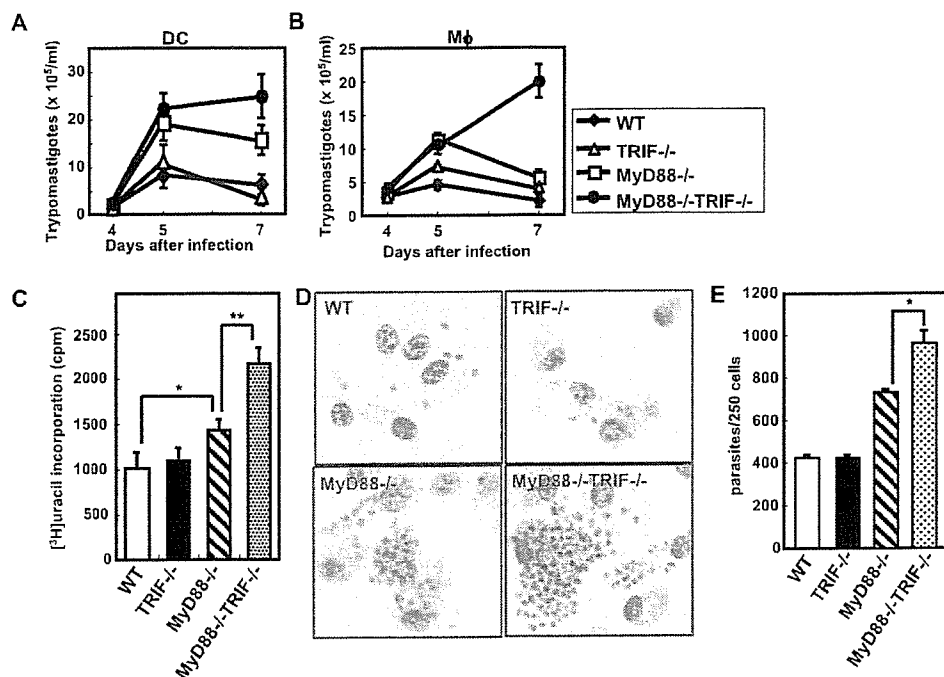 A
DC
Trypomastigotes (x 10⁵/ml)
30
20
10
0
4 5 7
Days after infection
B
Mϕ
Trypomastigotes (x 10⁵/ml)
25
20
15
10
5
0
4 5 7
Days after infection
WT
TRIF-/-
MyD88-/-
MyD88-/-TRIF-/-
C
[³H]uracil incorporation (cpm)
2500
2000
1500
1000
500
0
*
**
WT
TRIF-/-
MyD88-/-
MyD88-/-TRIF-/-
D
WT
TRIF-/-
MyD88-/-
MyD88-/-TRIF-/-
E
parasites/250 cells
1200
1000
800
600
400
200
0
*
WT
TRIF-/-
MyD88-/-
MyD88-/-TRIF-/-